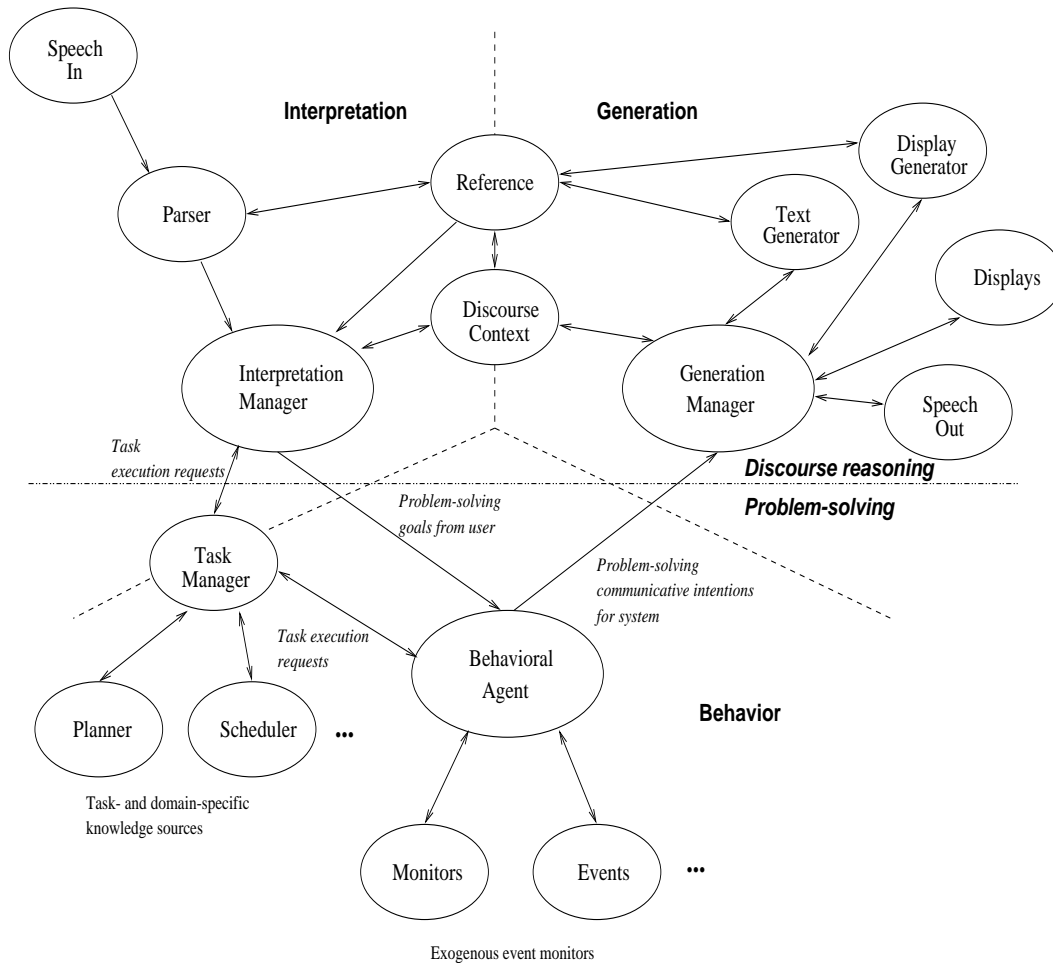 Speech
In
Interpretation
Generation
Display
Generator
Reference
Parser
Text
Generator
Displays
Discourse
Context
Interpretation
Manager
Generation
Manager
Speech
Out
Task
execution requests
Discourse reasoning
Problem-solving
Problem-solving
goals from user
Task
Manager
Problem-solving
communicative intentions
for system
Task execution
requests
Behavioral
Agent
Planner
Scheduler
...
Behavior
Task- and domain-specific
knowledge sources
Monitors
Events
...
Exogenous event monitors